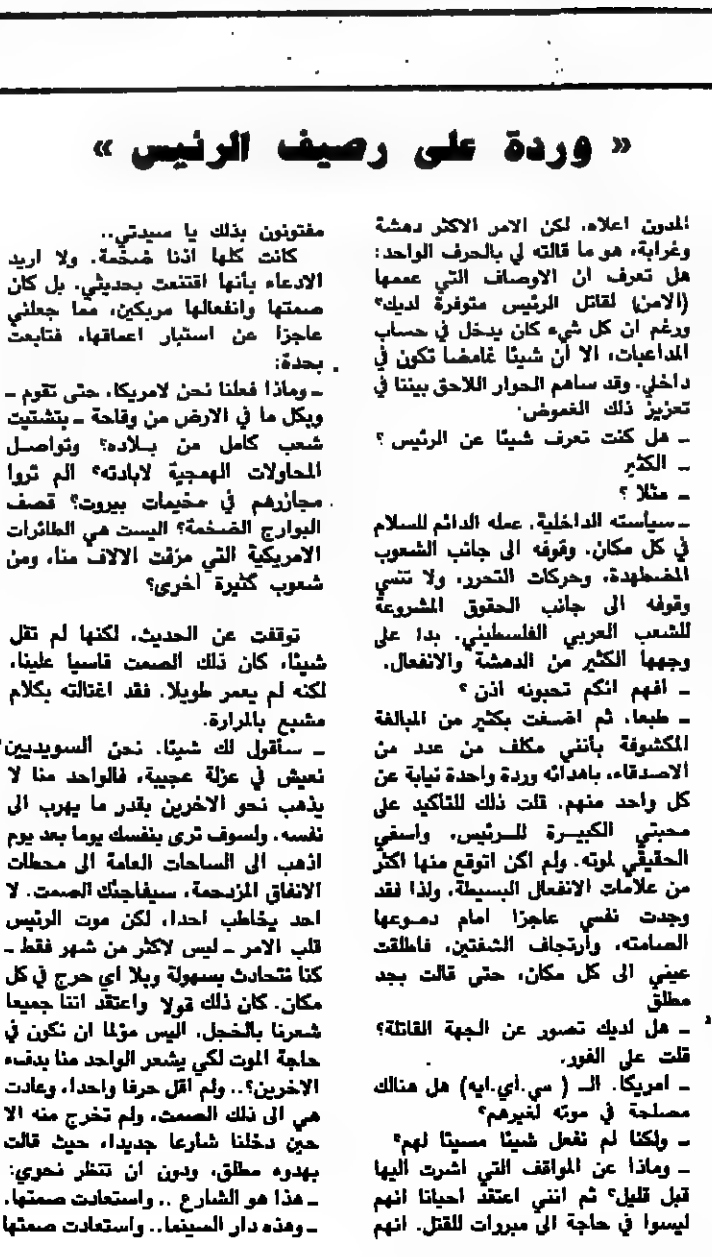 « وردة على رصيف الرئيس »
المدون اعلاه. لكن الامر الاكثر دهشة
وغرابة، هو ما قالته لي بالحرف الواحد:
هل تعرف ان الاوصاف التي عممها
(الامن) لقاتل الرئيس متوفرة لديك؟
ورغم ان كل شيء كان يدخل في حساب
المداعبات، الا أن شيئا غامضا تكون في
داخلي. وقد ساهم الحوار اللاحق بيننا في
تعزيز ذلك الغموض.
ـ هل كنت تعرف شيئا عن الرئيس ؟
ـ الكثير
ـ مثلا ؟
ـ سياسته الداخلية. عمله الدائم للسلام
في كل مكان. وقوفه الى جانب الشعوب
المضطهدة، وحركات التحرر، ولا تنسي
وقوفه الى جانب الحقوق المشروعة
للشعب العربي الفلسطيني. بدا على
وجهها الكثير من الدهشة والانفعال.
ـ افهم انكم تحبونه اذن ؟
ـ طبعا. ثم اضفت بكثير من المبالغة
المكشوفة بأنني مكلف من عدد من
الاصدقاء، باهدائه وردة واحدة نيابة عن
كل واحد منهم. قلت ذلك للتاكيد على
محبتي الكبيــرة للــرئيس، واسفي
الحقيقي لموته. ولم اكن اتوقع منها اكثر
من علامات الانفعال البسيطة، ولذا فقد
وجدت نفسي عاجزا امام دمـوعها
الصامته، وارتجاف الشفتين، فاطلقت
عيني الى كل مكان، حتى قالت بجد
مطلق
ـ هل لديك تصور عن الجهة القاتلة؟
قلت على الفور.
ـ امريكا. الـ ( سي.أي.ايه) هل هنالك
مصلحة في موته لغيرهم؟
ـ ولكنا لم نفعل شيئا مسيئا لهم؟
ـ وماذا عن المواقف التي اشرت اليها
قبل قليل؟ ثم انني اعتقد احيانا انهم
ليسوا في حاجة الى مبررات للقتل. انهم
مفتونون بذلك يا سيدتي..
كانت كلها اذنا ضخمة. ولا اريد
الادعاء بأنها اقتنعت بحديثي. بل كان
صمتها وانفعالها مربكين، مما جعلني
عاجزا عن استبار اعماقها، فتابعت
بحدة:
ـ وماذا فعلنا نحن لامريكا، حتى تقوم ـ
وبكل ما في الارض من وقاحة ـ بتشتيت
شعب كامل من بــلاده؟ وتواصــل
المحاولات الهمجية لابادته؟ الم تروا
مجازرهم في مخيمات بيروت؟ قصف
البوارج الضخمة؟ اليست هي الطائرات
الامريكية التي مزقت الالاف منا، ومن
شعوب كثيرة اخرى؟
توقفت عن الحديث، لكنها لم تقل
شيئا، كان ذلك الصمت قاسيا علينا،
لكنه لم يعمر طويلا. فقد اغتالته بكلام
مشبع بالمرارة.
ـ سأقول لك شيئا. نحن السويديين
نعيش في عزلة عجيبة، فالواحد منا لا
يذهب نحو الاخرين بقدر ما يهرب الى
نفسه. ولسوف ترى بنفسك يوما بعد يوم
اذهب الى الساحات العامة الى محطات
الانفاق المزدحمة، سيفاجئك الصمت. لا
احد يخاطب احدا، لكن موت الرئيس
قلب الامر ـ ليس لاكثر من شهر فقط ـ
كنا نتحادث بسهولة وبلا اي حرج في كل
مكان. كان ذلك قولا واعتقد اننا جميعا
شعرنا بالخجل. اليس مؤلما ان نكون في
حاجة الموت لكي يشعر الواحد منا بدفء
الاخرين؟.. ولم اقل حرفا واحدا، وعادت
هي الى ذلك الصمت، ولم تخرج منه الا
حين دخلنا شارعا جديدا، حيث قالت
بهدوء مطلق، ودون ان تنظر نحوي:
ـ هذا هو الشارع .. واستعادت صمتها.
ـ وهذه دار السينما.. واستعادت صمتها